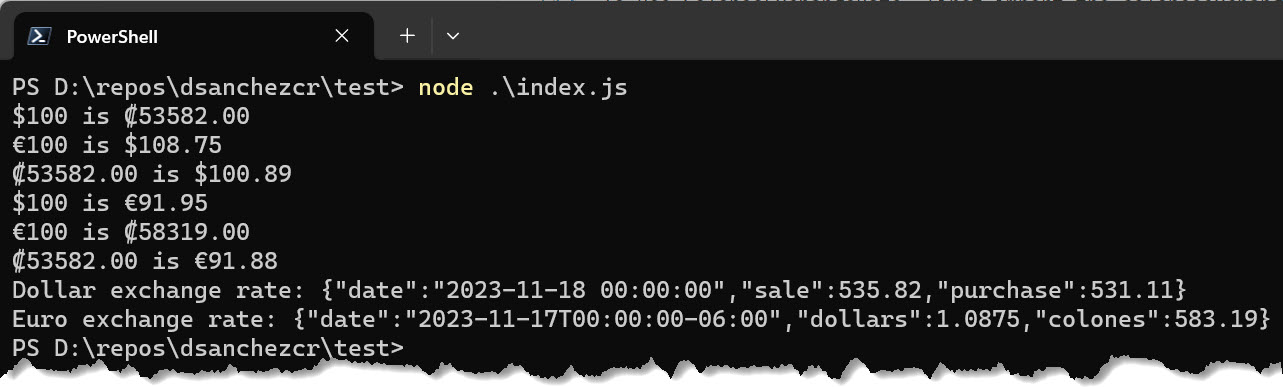 PowerShell
PS D:\repos\dsanchezcr\test> node .\index.js
$100 is ₡53582.00
€100 is $108.75
₡53582.00 is $100.89
$100 is €91.95
€100 is ₡58319.00
₡53582.00 is €91.88
Dollar exchange rate: {"date":"2023-11-18 00:00:00","sale":535.82,"purchase":531.11}
Euro exchange rate: {"date":"2023-11-17T00:00:00-06:00","dollars":1.0875,"colones":583.19}
PS D:\repos\dsanchezcr\test>